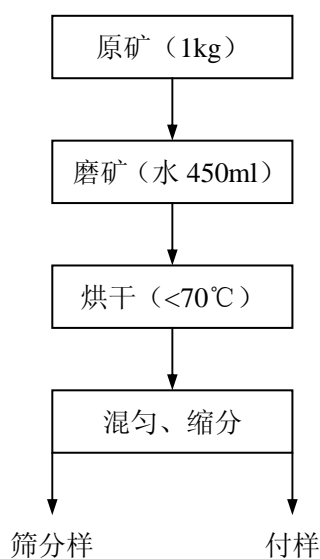 原矿（1kg）
磨矿（水 450ml）
烘干（<70℃）
混匀、缩分
筛分样
付样